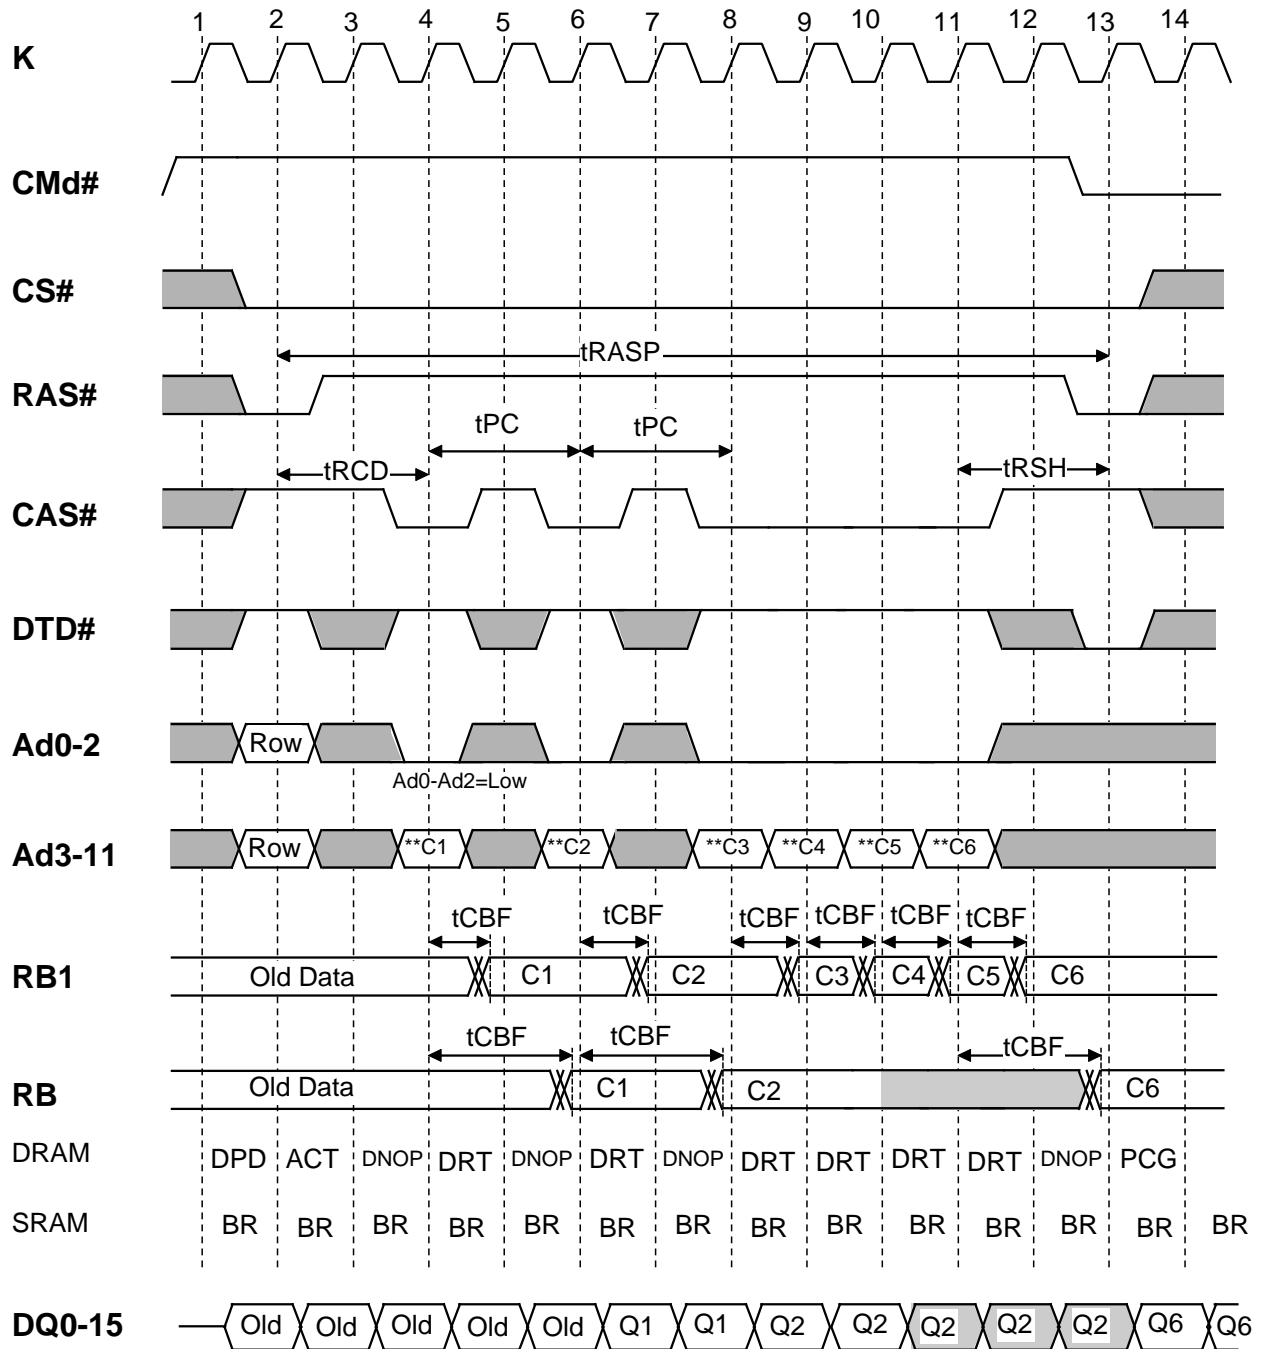 1 2 3 4 5 6 7 8 9 10 11 12 13 14
K
CMd#
CS#
tRASP
RAS#
tPC tPC
tRCD tRSH
CAS#
DTD#
Ad0-2 Row
Ad0-Ad2=Low
Ad3-11 Row **C1 **C2 **C3 **C4 **C5 **C6
tCBF tCBF tCBF tCBF tCBF tCBF
RB1 Old Data C1 C2 C3 C4 C5 C6
tCBF tCBF tCBF
RB Old Data C1 C2 C6
DRAM DPD ACT DNOP DRT DNOP DRT DNOP DRT DRT DRT DRT DNOP PCG
SRAM BR BR BR BR BR BR BR BR BR BR BR BR BR BR
DQ0-15 Old Old Old Old Old Q1 Q1 Q2 Q2 Q2 Q2 Q2 Q6 Q6